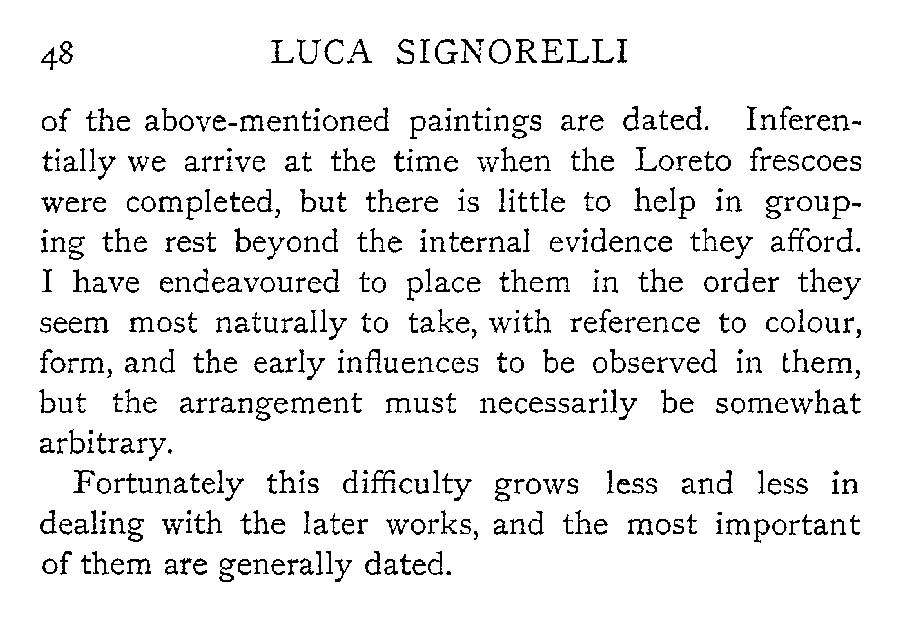 48 LUCA SIGNORELLI
of the above-mentioned paintings are dated. Inferen-
tially we arrive at the time when the Loreto frescoes
were completed, but there is little to help in group-
ing the rest beyond the internal evidence they afford.
I have endeavoured to place them in the order they
seem most naturally to take, with reference to colour,
form, and the early influences to be observed in them,
but the arrangement must necessarily be somewhat
arbitrary.
Fortunately this difficulty grows less and less in
dealing with the later works, and the most important
of them are generally dated.